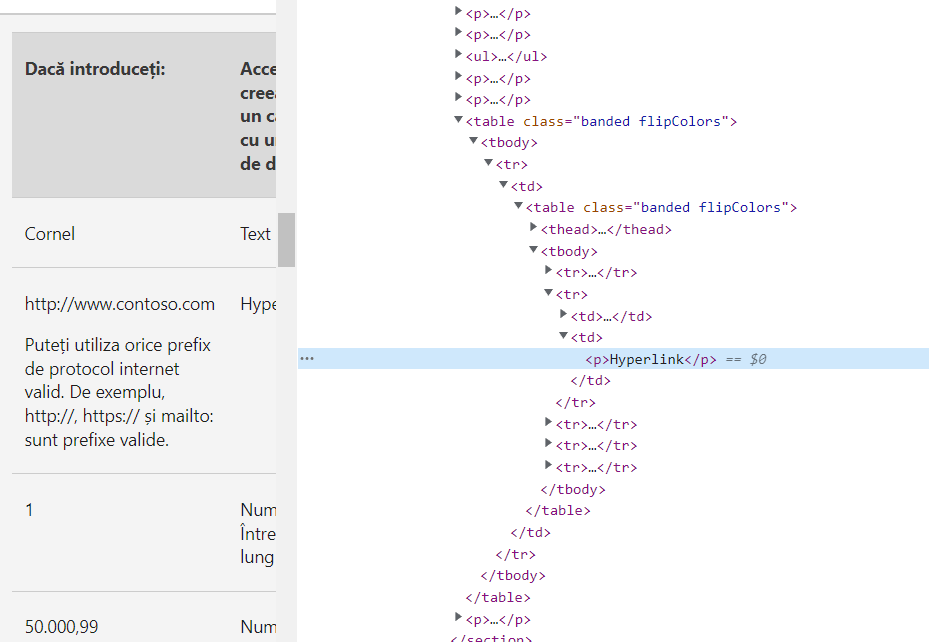 Dacă introduceți:
Acce
creea
un câ
cu u
de d
Cornel
Text
http://www.contoso.com
Hype
Puteți utiliza orice prefix
de protocol internet
valid. De exemplu,
http://, https:// și mailto:
sunt prefixe valide.
1
Num
Între
lung
50.000,99
Num
<p>…</p>
<p>…</p>
<ul>…</ul>
<p>…</p>
<p>…</p>
<table class="banded flipColors">
<tbody>
<tr>
<td>
<table class="banded flipColors">
<thead>…</thead>
<tbody>
<tr>…</tr>
<tr>
<td>…</td>
<td>
… <p>Hyperlink</p> == $0
</td>
</tr>
<tr>…</tr>
<tr>…</tr>
<tr>…</tr>
</tbody>
</table>
</td>
</tr>
</tbody>
</table>
<p>…</p>
</section>